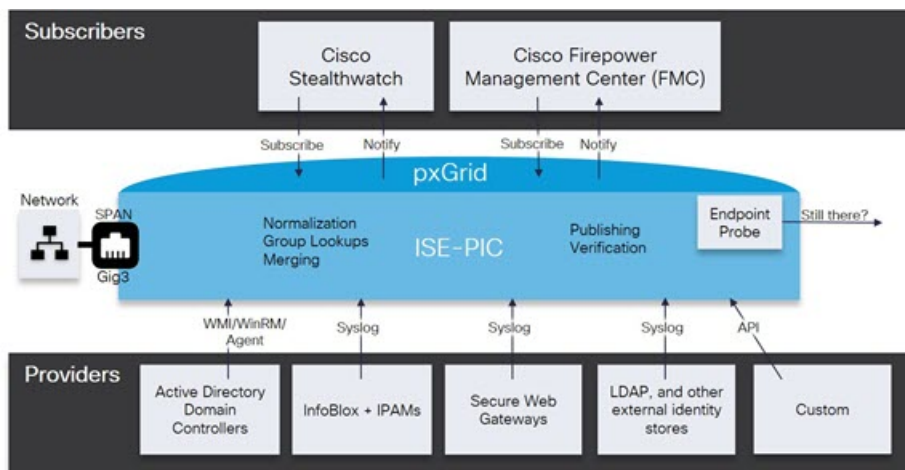 Subscribers
Cisco
Stealthwatch
Cisco Firepower
Management Center (FMC)
Subscribe
Notify
Subscribe
Notify
pxGrid
Network
SPAN
Gig3
Normalization
Group Lookups
Merging
ISE-PIC
Publishing
Verification
Endpoint
Probe
Still there?
WMI/WinRM/
Agent
Syslog
Syslog
Syslog
API
Providers
Active Directory
Domain
Controllers
InfoBlox + IPAMs
Secure Web
Gateways
LDAP, and other
external identity
stores
Custom